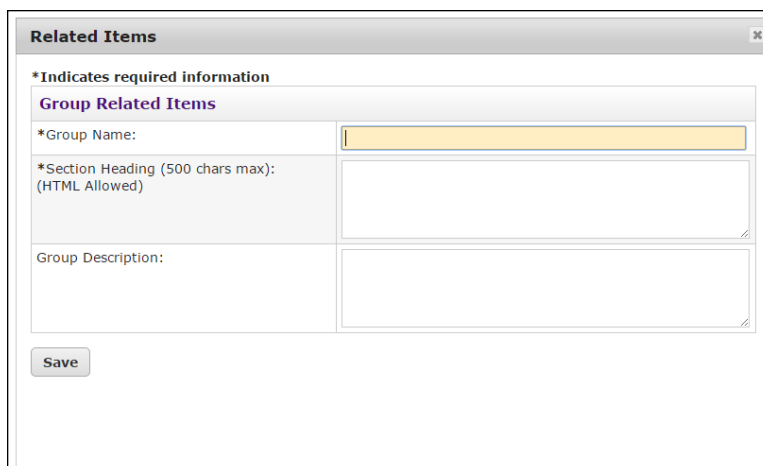 Related Items
*Indicates required information
Group Related Items
*Group Name:
*Section Heading (500 chars max):
(HTML Allowed)
Group Description:
Save